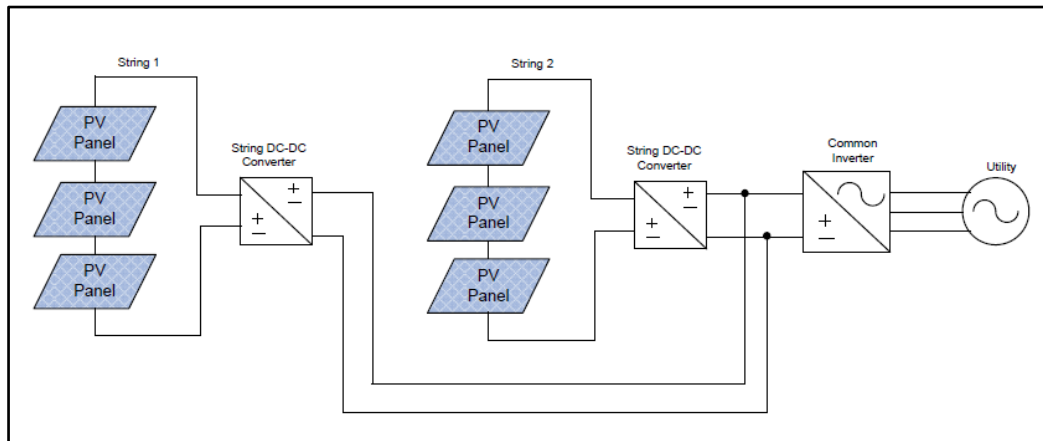 String 1
PV
Panel
PV
Panel
PV
Panel
String DC-DC
Converter
+
−
+
−
String 2
PV
Panel
PV
Panel
PV
Panel
String DC-DC
Converter
+
−
+
−
Common
Inverter
+
−
Utility